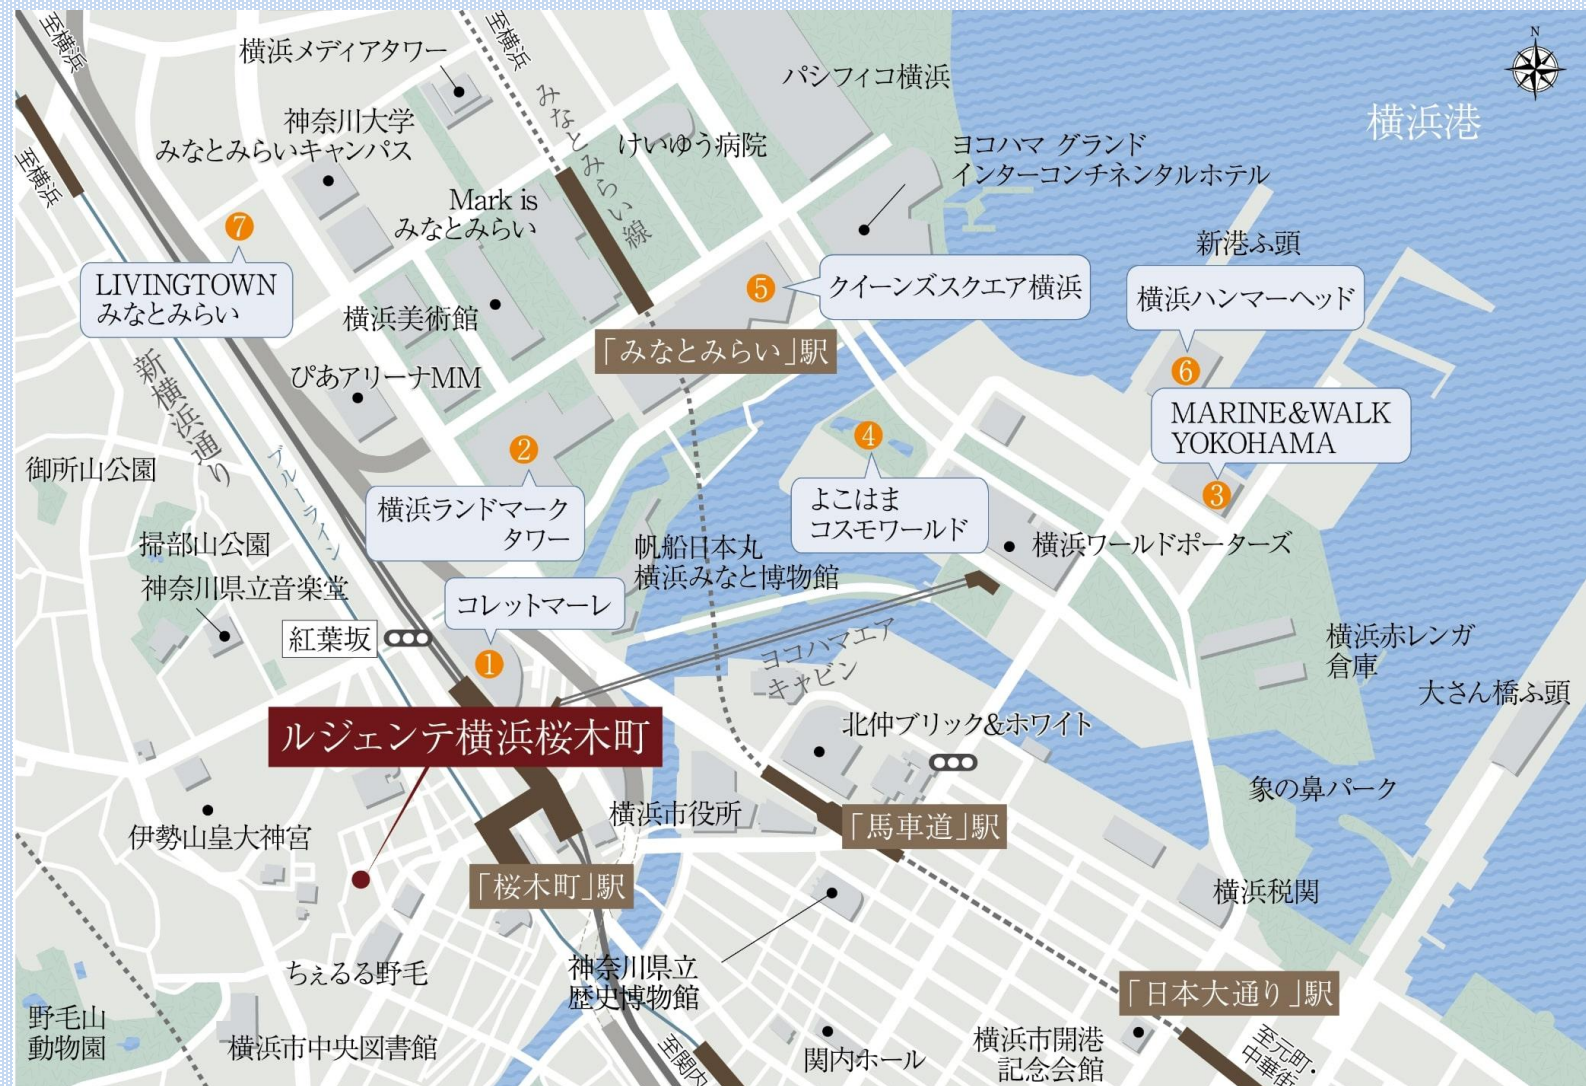 至横浜
横浜メディアタワー
至横浜
みなとみらい線
パシフィコ横浜
N
横浜港
神奈川大学
みなとみらいキャンパス
けいゆう病院
ヨコハマ グランド
インターコンチネンタルホテル
至横浜
Mark is
みなとみらい
新港ふ頭
7
LIVINGTOWN
みなとみらい
5
クイーンズスクエア横浜
横浜ハンマーヘッド
6
横浜美術館
「みなとみらい」駅
新横浜通り
ぴあアリーナMM
MARINE&WALK
YOKOHAMA
3
4
よこはま
コスモワールド
2
横浜ランドマーク
タワー
ブルーライン
御所山公園
掃部山公園
神奈川県立音楽堂
帆船日本丸
横浜みなと博物館
横浜ワールドポーターズ
コレットマーレ
1
紅葉坂
ヨコハマエア
キャビン
横浜赤レンガ
倉庫
大さん橋ふ頭
ルジェンテ横浜桜木町
北仲ブリック&ホワイト
象の鼻パーク
伊勢山皇大神宮
横浜市役所
「馬車道」駅
「桜木町」駅
横浜税関
ちぇるる野毛
神奈川県立
歴史博物館
「日本大通り」駅
野毛山
動物園
横浜市中央図書館
至関内
関内ホール
横浜市開港
記念会館
至元町・
中華街